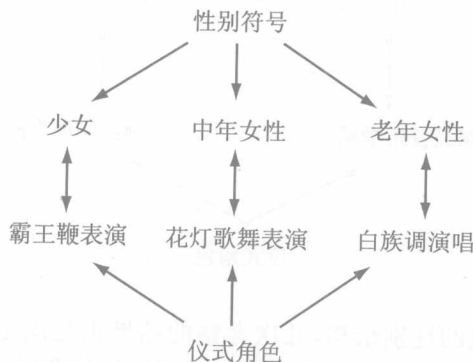 性别符号
少女
中年女性
老年女性
霸王鞭表演
花灯歌舞表演
白族调演唱
仪式角色